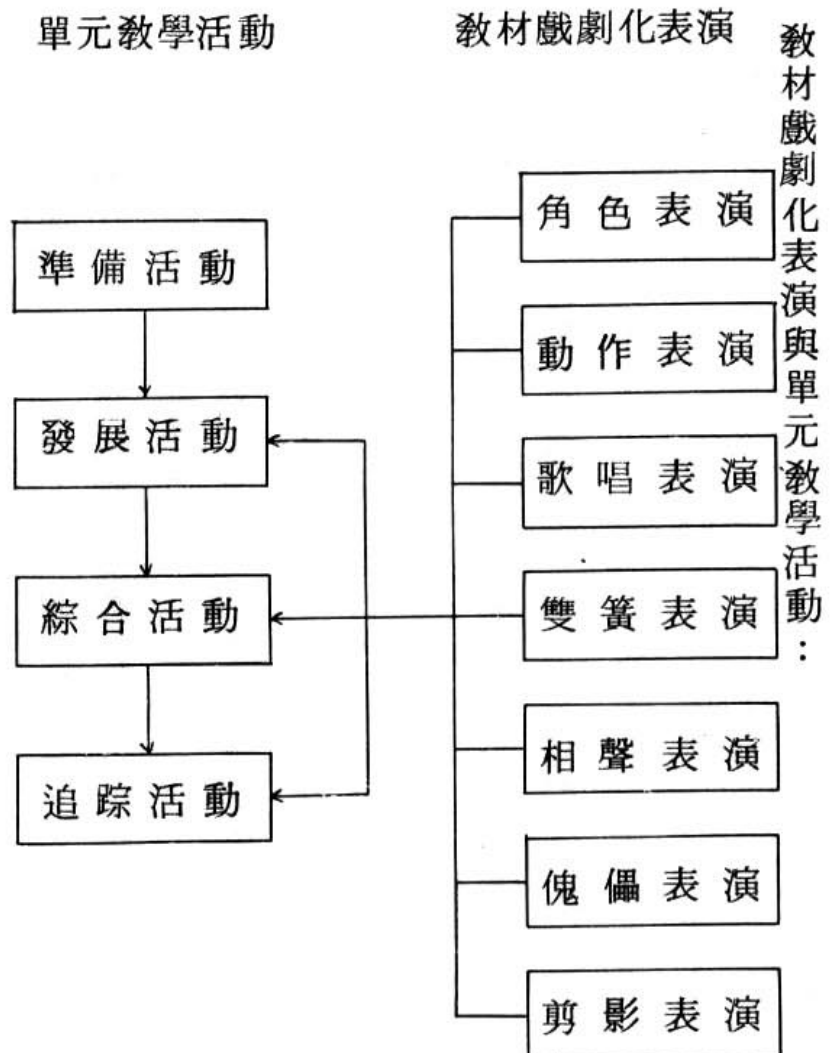 教材戲劇化表演與單元教學活動：
單元教學活動
教材戲劇化表演
準備活動
發展活動
綜合活動
追踪活動
角色表演
動作表演
歌唱表演
雙簧表演
相聲表演
傀儡表演
剪影表演